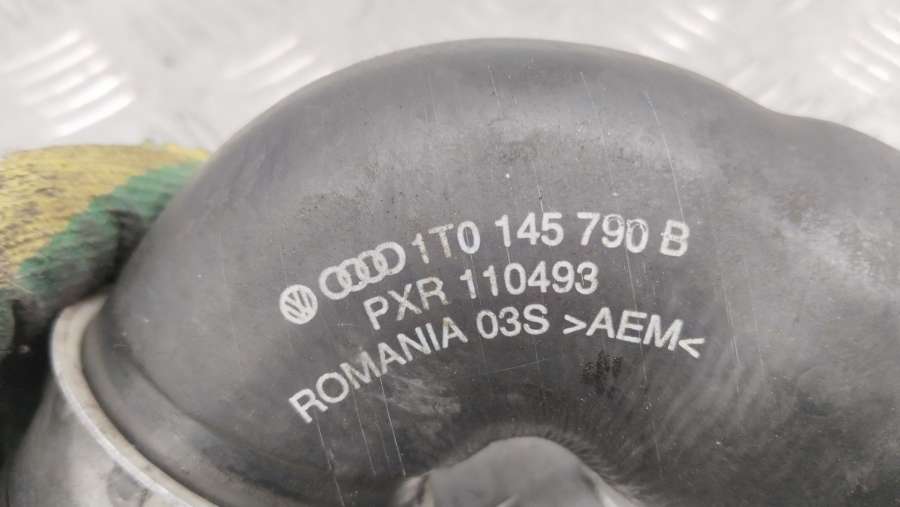 1T0 145 790 B
PXR 110493
ROMANIA 03S >AEM<